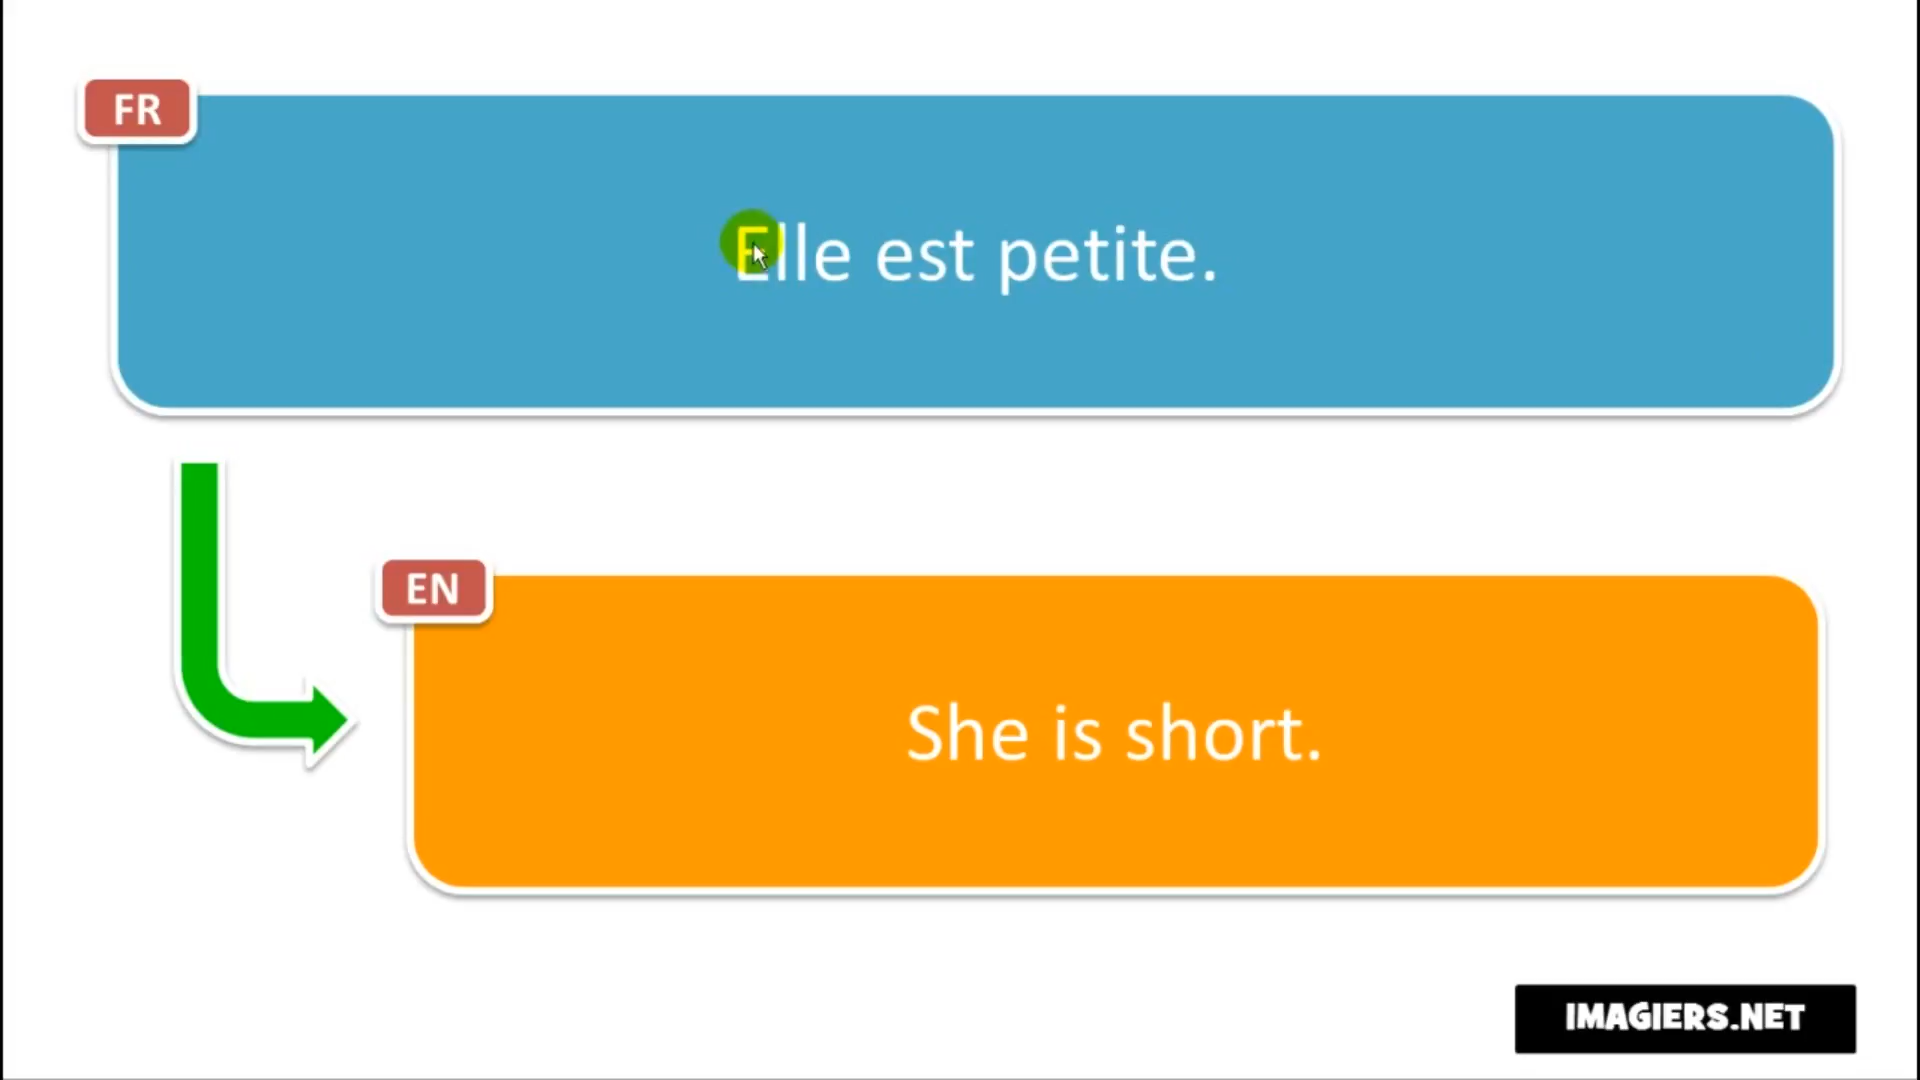 FR
Elle est petite.
EN
She is short.
IMAGIERS.NET